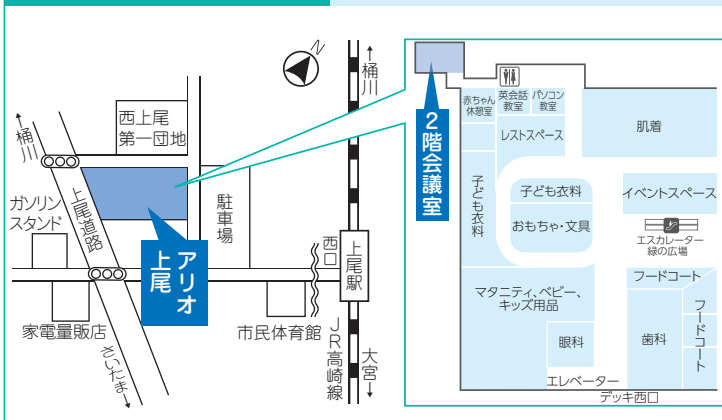 N
←桶川
西上尾
第一団地
←桶川
ガソリン
スタンド
上尾道路
駐車場
アリオ
上尾
西口
上尾駅
家電量販店
さいたま→
市民体育館
JR高崎線
大宮→
2階会議室
赤ちゃん
休憩室
英会話
教室
パソコン
教室
レストスペース
肌着
子ども衣料
子ども衣料
おもちゃ・文具
イベントスペース
エスカレーター
緑の広場
マタニティ、ベビー、
キッズ用品
フードコート
フードコート
眼科
歯科
エレベーター
デッキ西口